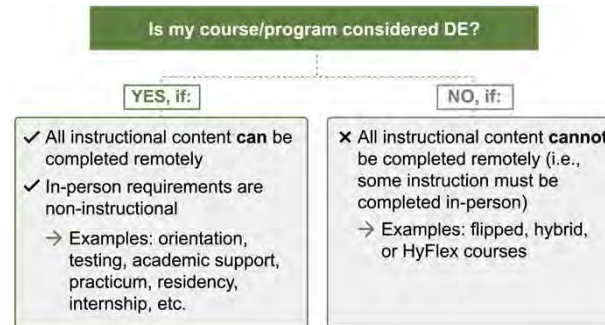 Is my course/program considered DE?
YES, if:
✓ All instructional content can be
completed remotely
✓ In-person requirements are
non-instructional
→ Examples: orientation,
testing, academic support,
practicum, residency,
internship, etc.
NO, if:
× All instructional content cannot
be completed remotely (i.e.,
some instruction must be
completed in-person)
→ Examples: flipped, hybrid,
or HyFlex courses